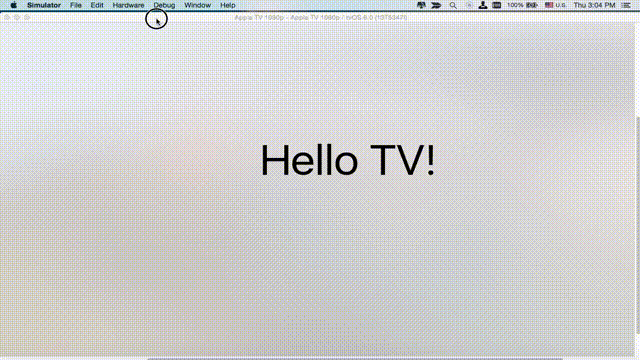 Simulator File Edit Hardware Debug Window Help 100% U.S. Thu 3:04 PM
Apple TV 1080p - Apple TV 1080p / tvOS 9.0 (13T5347l)
Hello TV!